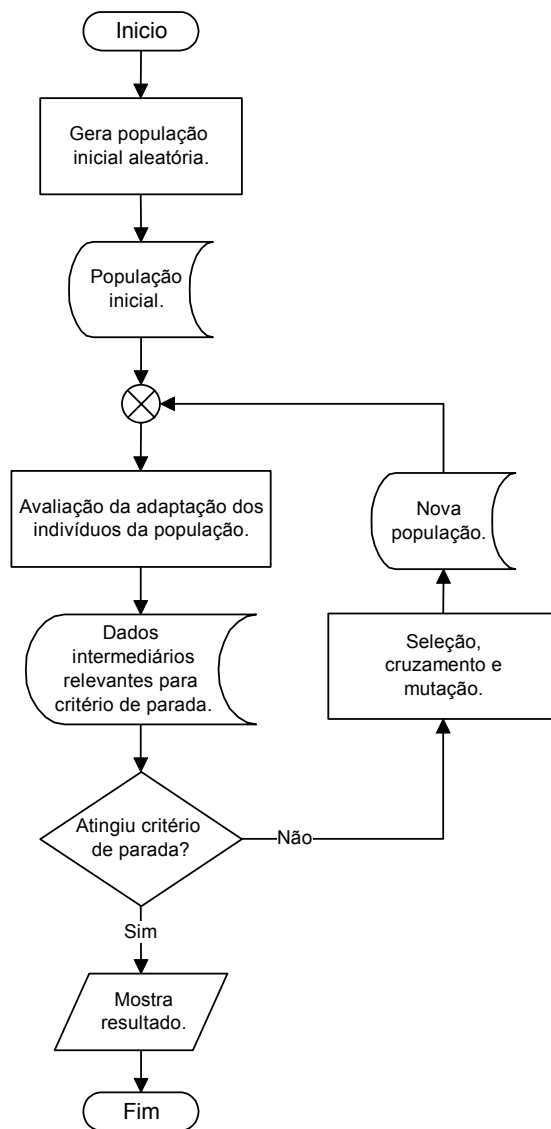 Inicio
Gera população
inicial aleatória.
População
inicial.
Avaliação da adaptação dos
indivíduos da população.
Nova
população.
Dados
intermediários
relevantes para
critério de parada.
Seleção,
cruzamento e
mutação.
Atingiu critério
de parada?
Não
Sim
Mostra
resultado.
Fim